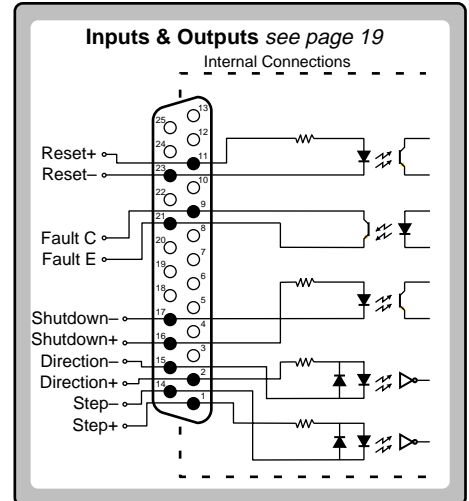 Inputs & Outputs see page 19
Internal Connections
13
25
12
24
11
Reset+
23
Reset–
10
22
9
21
Fault C
8
20
Fault E
7
19
6
18
5
17
Shutdown–
4
16
Shutdown+
3
15
Direction–
2
Direction+
14
Step–
1
Step+